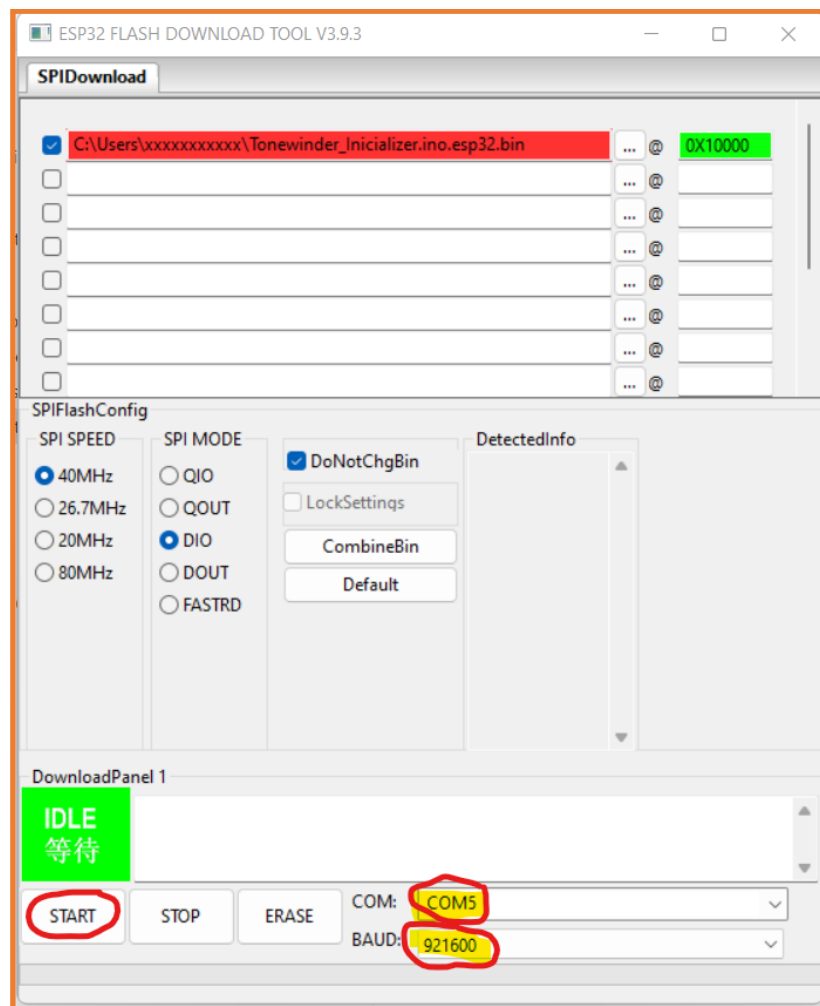 ESP32 FLASH DOWNLOAD TOOL V3.9.3
SPIDownload
C:\Users\xxxxxxxxxxxx\Tonewinder_Inicializer.ino.esp32.bin ... @ 0X10000
... @
... @
... @
... @
... @
... @
... @
SPIFlashConfig
SPI SPEED
40MHz
26.7MHz
20MHz
80MHz
SPI MODE
QIO
QOUT
DIO
DOUT
FASTRD
DoNotChgBin
LockSettings
CombineBin
Default
DetectedInfo
DownloadPanel 1
IDLE
等待
START STOP ERASE
COM: COM5
BAUD: 921600